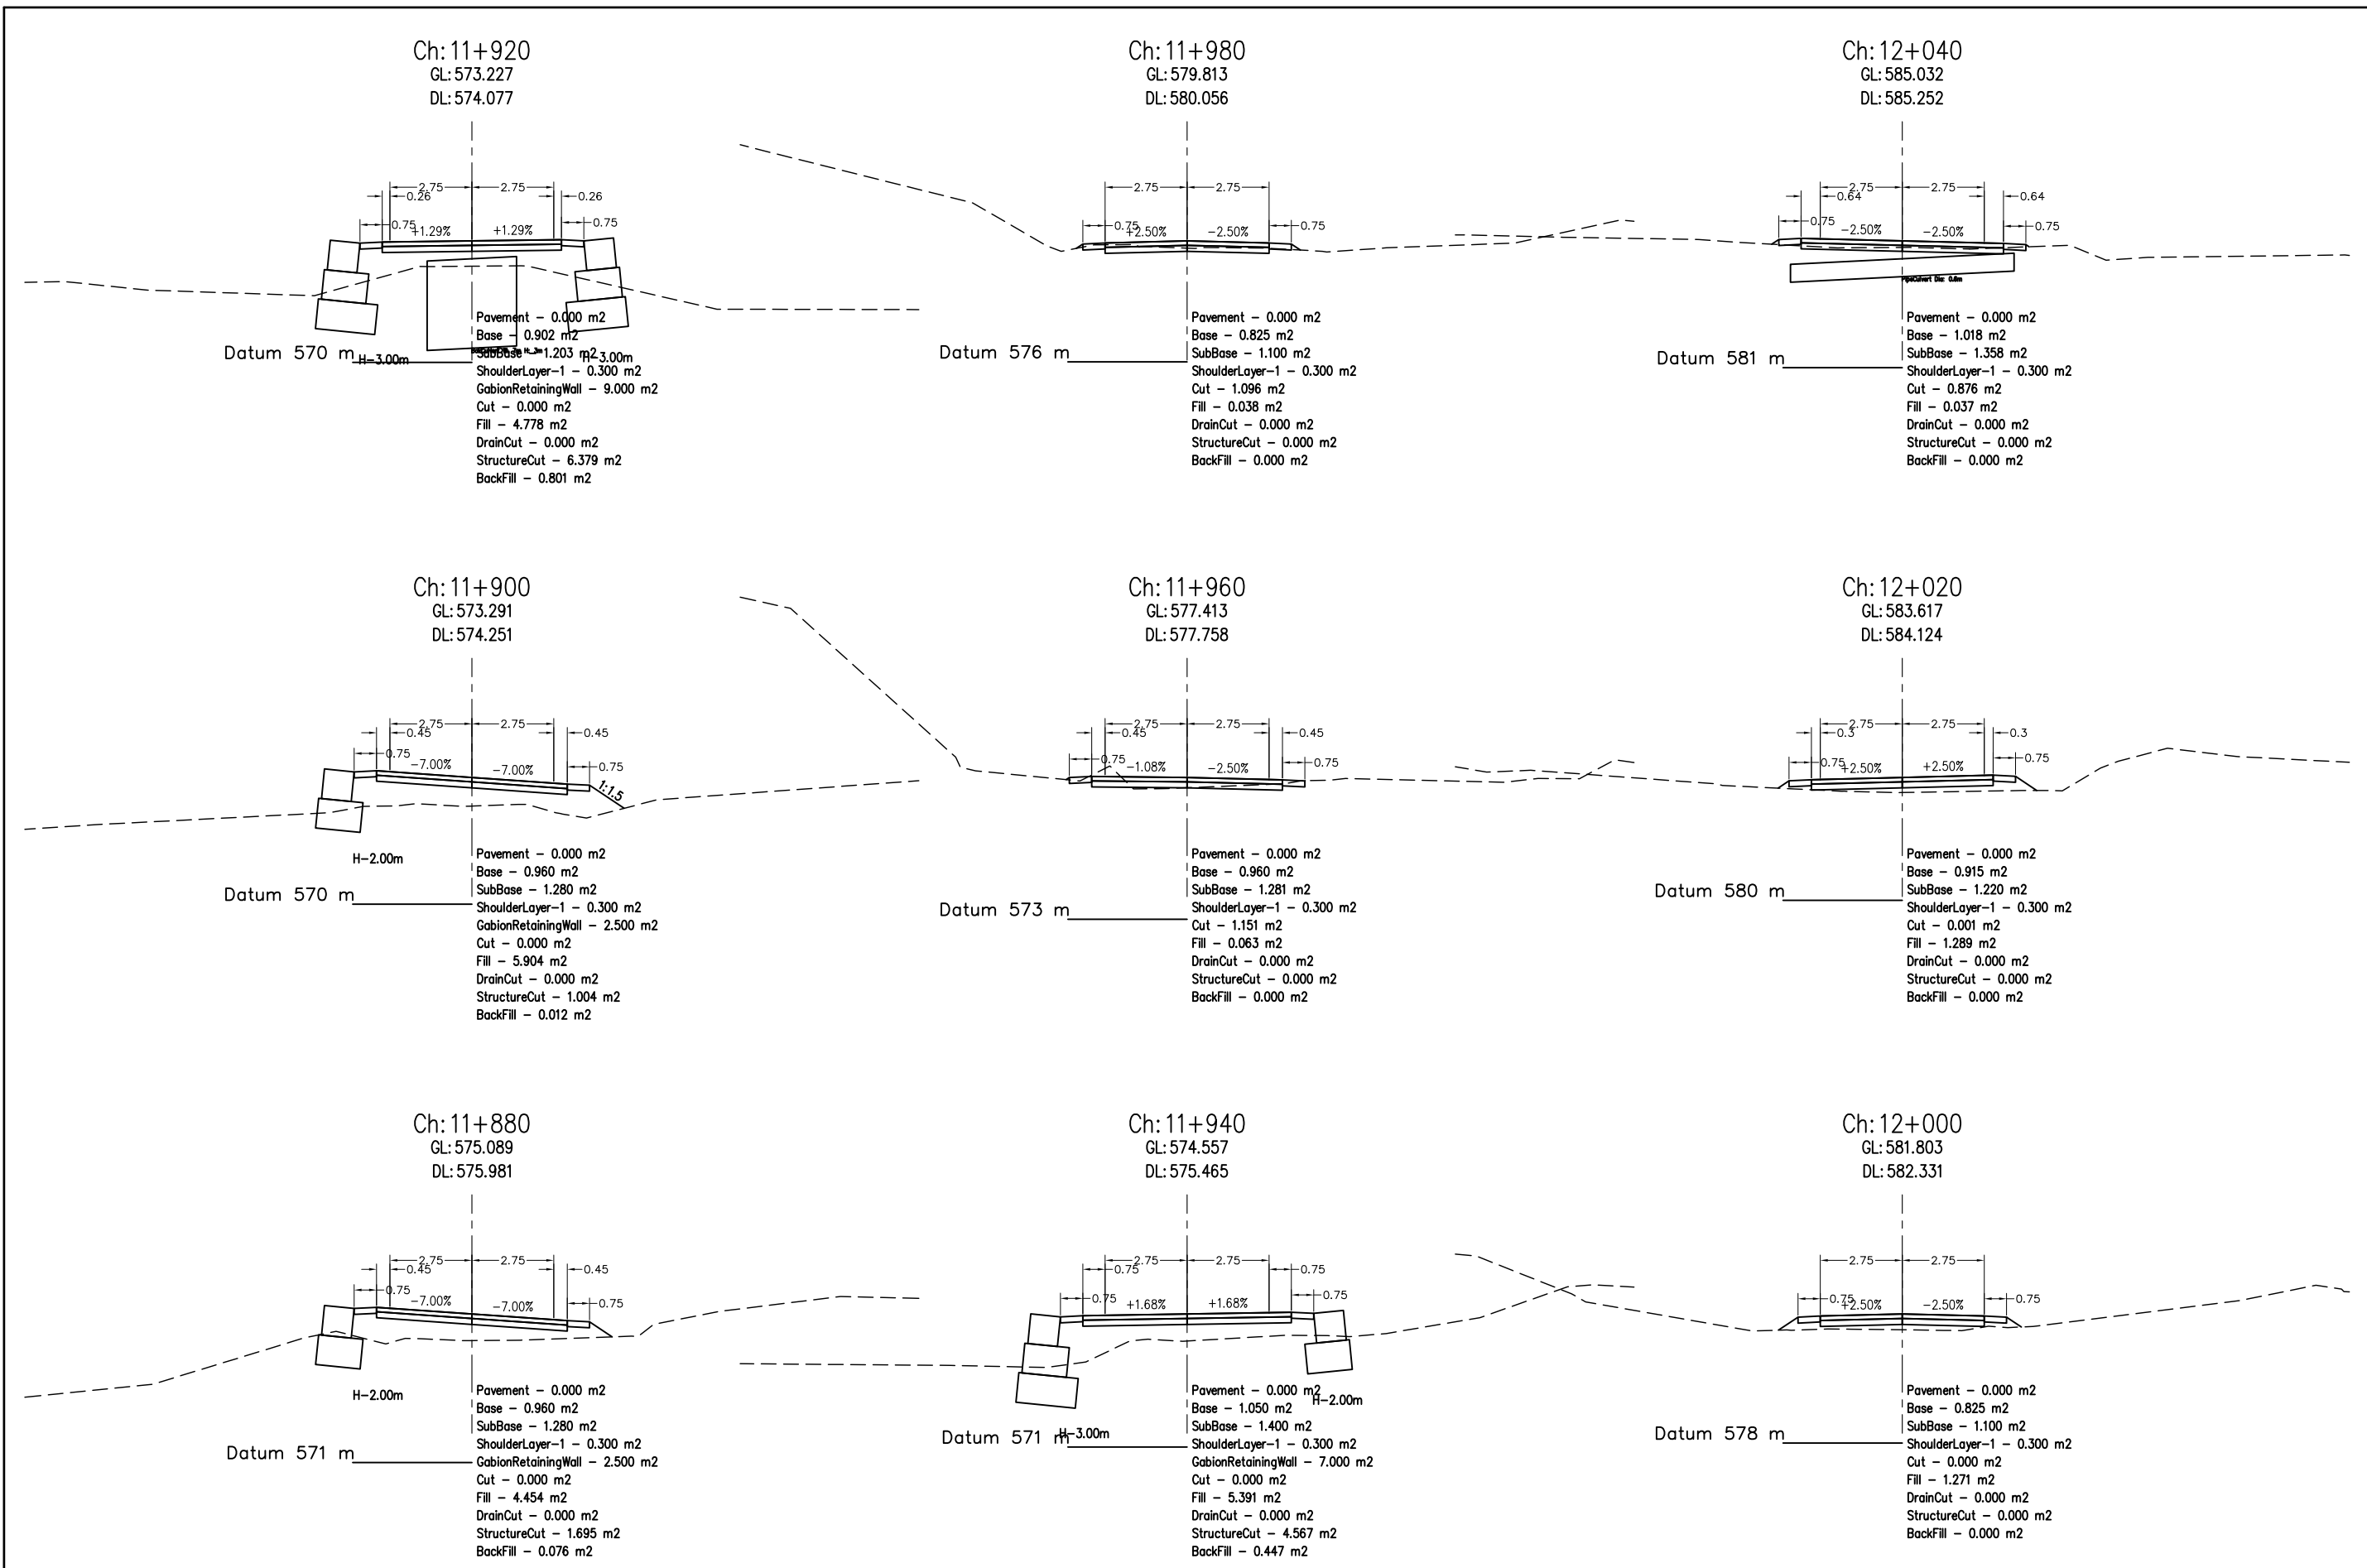 Ch:11+920
GL:573.227
DL:574.077
2.75 2.75
0.26 0.26
0.75 0.75
+1.29% +1.29%
Pavement - 0.000 m2
Base - 0.902 m2
SubBase - 1.203 m2
ShoulderLayer-1 - 0.300 m2
GabionRetainingWall - 9.000 m2
Cut - 0.000 m2
Fill - 4.778 m2
DrainCut - 0.000 m2
StructureCut - 6.379 m2
BackFill - 0.801 m2
Datum 570 m
H-3.00m H-3.00m
Ch:11+980
GL:579.813
DL:580.056
2.75 2.75
0.75 0.75
+2.50% -2.50%
Pavement - 0.000 m2
Base - 0.825 m2
SubBase - 1.100 m2
ShoulderLayer-1 - 0.300 m2
Cut - 1.096 m2
Fill - 0.038 m2
DrainCut - 0.000 m2
StructureCut - 0.000 m2
BackFill - 0.000 m2
Datum 576 m
Ch:12+040
GL:585.032
DL:585.252
2.75 2.75
0.64 0.64
0.75 0.75
-2.50% -2.50%
PipeCulvert Dia: 0.6m
Pavement - 0.000 m2
Base - 1.018 m2
SubBase - 1.358 m2
ShoulderLayer-1 - 0.300 m2
Cut - 0.876 m2
Fill - 0.037 m2
DrainCut - 0.000 m2
StructureCut - 0.000 m2
BackFill - 0.000 m2
Datum 581 m
Ch:11+900
GL:573.291
DL:574.251
2.75 2.75
0.45 0.45
0.75 0.75
-7.00% -7.00%
1:1.5
H-2.00m
Pavement - 0.000 m2
Base - 0.960 m2
SubBase - 1.280 m2
ShoulderLayer-1 - 0.300 m2
GabionRetainingWall - 2.500 m2
Cut - 0.000 m2
Fill - 5.904 m2
DrainCut - 0.000 m2
StructureCut - 1.004 m2
BackFill - 0.012 m2
Datum 570 m
Ch:11+960
GL:577.413
DL:577.758
2.75 2.75
0.45 0.45
0.75 0.75
-1.08% -2.50%
Pavement - 0.000 m2
Base - 0.960 m2
SubBase - 1.281 m2
ShoulderLayer-1 - 0.300 m2
Cut - 1.151 m2
Fill - 0.063 m2
DrainCut - 0.000 m2
StructureCut - 0.000 m2
BackFill - 0.000 m2
Datum 573 m
Ch:12+020
GL:583.617
DL:584.124
2.75 2.75
0.3 0.3
0.75 0.75
+2.50% +2.50%
Pavement - 0.000 m2
Base - 0.915 m2
SubBase - 1.220 m2
ShoulderLayer-1 - 0.300 m2
Cut - 0.001 m2
Fill - 1.289 m2
DrainCut - 0.000 m2
StructureCut - 0.000 m2
BackFill - 0.000 m2
Datum 580 m
Ch:11+880
GL:575.089
DL:575.981
2.75 2.75
0.45 0.45
0.75 0.75
-7.00% -7.00%
H-2.00m
Pavement - 0.000 m2
Base - 0.960 m2
SubBase - 1.280 m2
ShoulderLayer-1 - 0.300 m2
GabionRetainingWall - 2.500 m2
Cut - 0.000 m2
Fill - 4.454 m2
DrainCut - 0.000 m2
StructureCut - 1.695 m2
BackFill - 0.076 m2
Datum 571 m
Ch:11+940
GL:574.557
DL:575.465
2.75 2.75
0.75 0.75
0.75 0.75
+1.68% +1.68%
Pavement - 0.000 m2
H-2.00m
Base - 1.050 m2
SubBase - 1.400 m2
ShoulderLayer-1 - 0.300 m2
GabionRetainingWall - 7.000 m2
Cut - 0.000 m2
Fill - 5.391 m2
DrainCut - 0.000 m2
StructureCut - 4.567 m2
BackFill - 0.447 m2
Datum 571 m
H-3.00m
Ch:12+000
GL:581.803
DL:582.331
2.75 2.75
0.75 0.75
+2.50% -2.50%
Pavement - 0.000 m2
Base - 0.825 m2
SubBase - 1.100 m2
ShoulderLayer-1 - 0.300 m2
Cut - 0.000 m2
Fill - 1.271 m2
DrainCut - 0.000 m2
StructureCut - 0.000 m2
BackFill - 0.000 m2
Datum 578 m